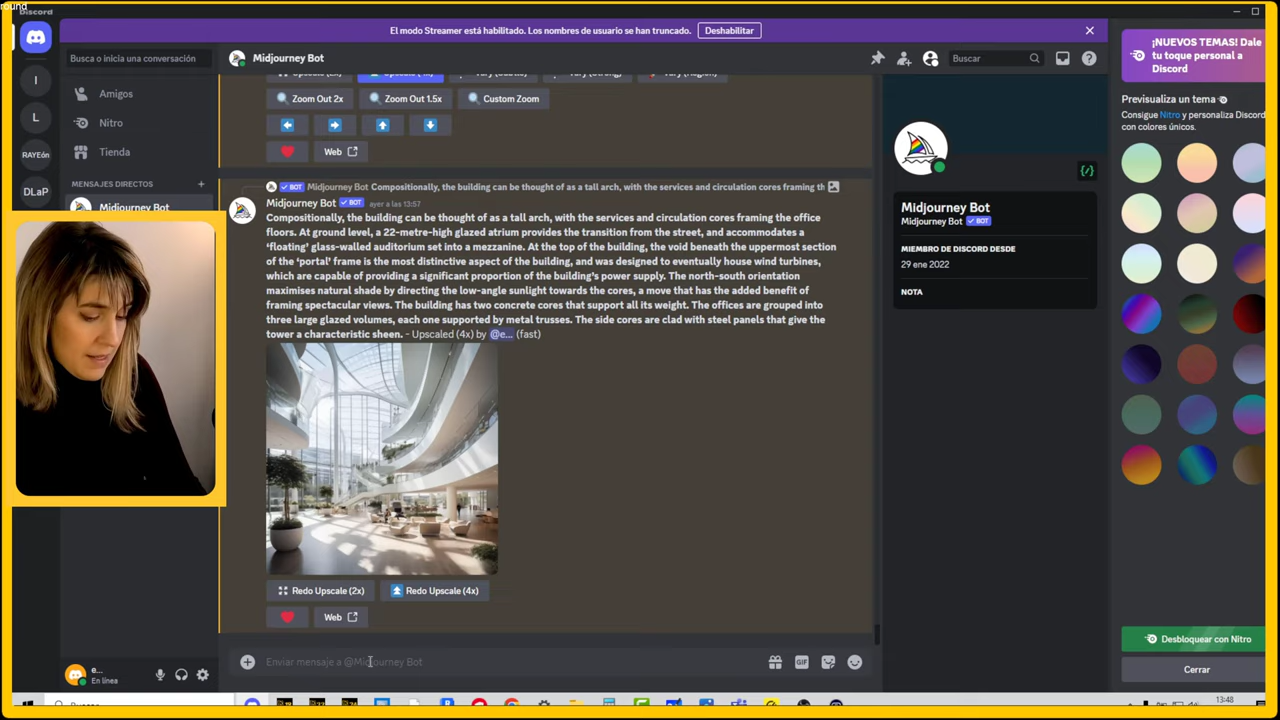 round
Discord
El modo Streamer está habilitado. Los nombres de usuario se han truncado.
Deshabilitar
Busca o inicia una conversación
Midjourney Bot
Buscar
Amigos
Nitro
Tienda
MENSAJES DIRECTOS
Midjourney Bot
I
L
RAYEón
DLaP
Zoom Out 2x
Zoom Out 1.5x
Custom Zoom
Web
BOT Midjourney Bot Compositionally, the building can be thought of as a tall arch, with the services and circulation cores framing th
Midjourney Bot BOT ayer a las 13:57
Compositionally, the building can be thought of as a tall arch, with the services and circulation cores framing the office
floors. At ground level, a 22-metre-high glazed atrium provides the transition from the street, and accommodates a
‘floating’ glass-walled auditorium set into a mezzanine. At the top of the building, the void beneath the uppermost section
of the ‘portal’ frame is the most distinctive aspect of the building, and was designed to eventually house wind turbines,
which are capable of providing a significant proportion of the building’s power supply. The north-south orientation
maximises natural shade by directing the low-angle sunlight towards the cores, a move that has the added benefit of
framing spectacular views. The building has two concrete cores that support all its weight. The offices are grouped into
three large glazed volumes, each one supported by metal trusses. The side cores are clad with steel panels that give the
tower a characteristic sheen. - Upscaled (4x) by @e... (fast)
Redo Upscale (2x)
Redo Upscale (4x)
Web
Enviar mensaje a @Midjourney Bot
GIF
e...
En línea
Midjourney Bot
Midjourney Bot BOT
MIEMBRO DE DISCORD DESDE
29 ene 2022
NOTA
¡NUEVOS TEMAS! Dale
tu toque personal a
Discord
Previsualiza un tema
Consigue Nitro y personaliza Discord
con colores únicos.
Desbloquear con Nitro
Cerrar
13:48